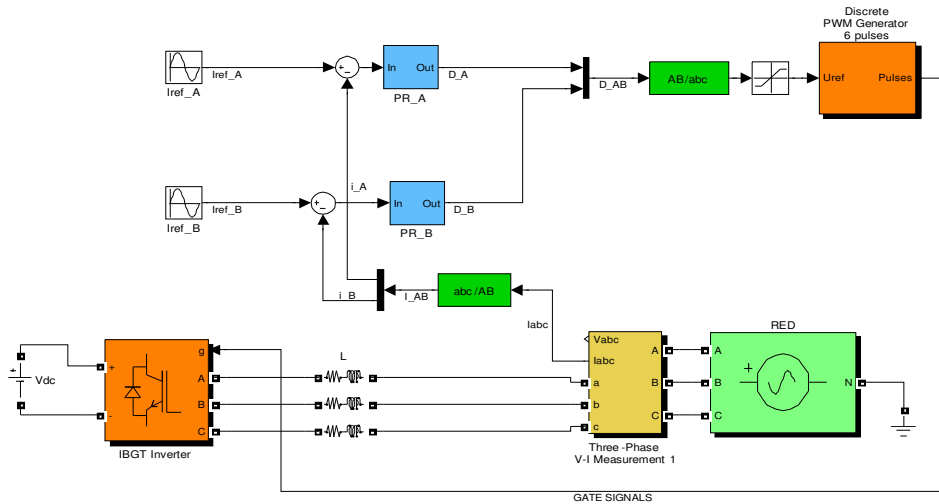 Discrete
PWM Generator
6 pulses
Iref_A
Iref_A
In Out
PR_A
D_A
D_AB
AB/abc
Uref Pulses
Iref_B
Iref_B
i_A
In Out
PR_B
D_B
i_B
I_AB
abc/AB
Iabc
RED
Vabc
Iabc
A
B
C
a
b
c
A
B
C
N
L
g
A
B
C
+
-
+
Vdc
IBGT Inverter
Three -Phase
V-I Measurement 1
GATE SIGNALS